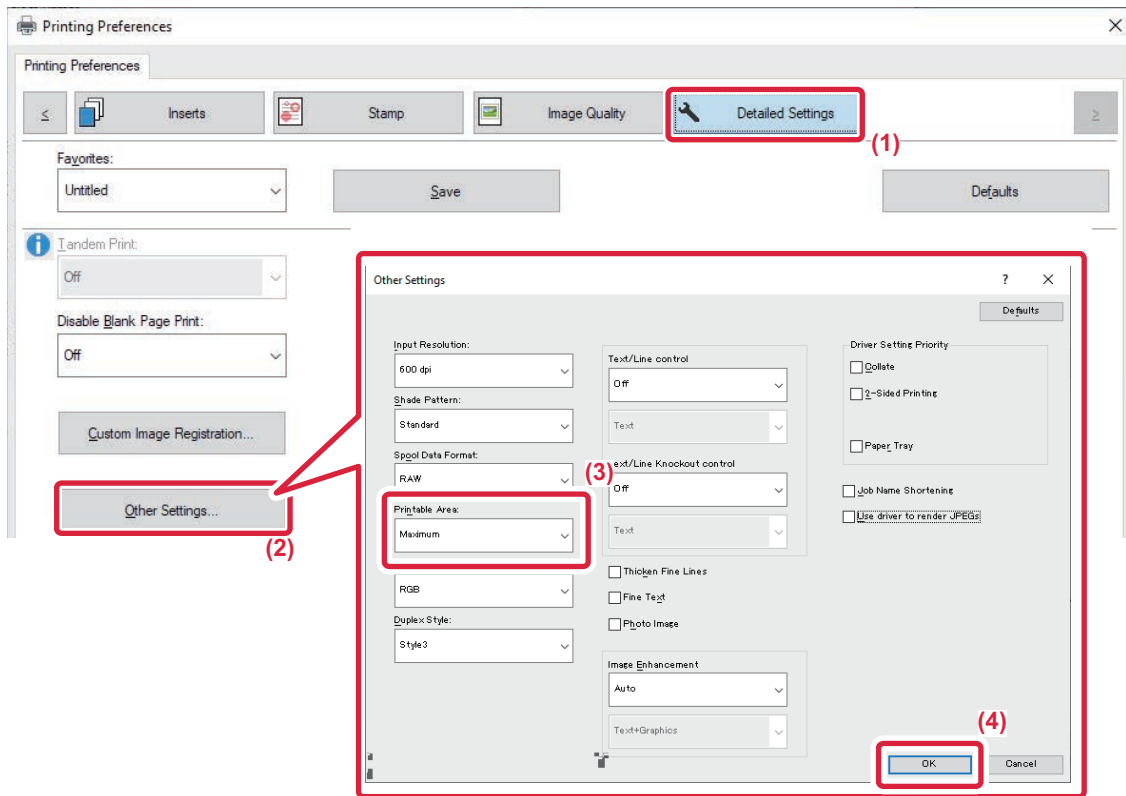 Printing Preferences
Printing Preferences
Inserts
Stamp
Image Quality
Detailed Settings
(1)
Favorites:
Untitled
Save
Defaults
Tandem Print:
Off
Disable Blank Page Print:
Off
Custom Image Registration...
Other Settings...
(2)
Other Settings
?
Defaults
Input Resolution:
600 dpi
Shade Pattern:
Standard
Spool Data Format:
RAW
(3)
Printable Area:
Maximum
RGB
Duplex Style:
Style3
Text/Line control
Off
Text
ext/Line Knockout control
Off
Text
Thicken Fine Lines
Fine Text
Photo Image
Image Enhancement
Auto
Text+Graphics
Driver Setting Priority
Collate
2-Sided Printing
Paper Tray
Job Name Shortening
Use driver to render JPEGs
(4)
OK
Cancel